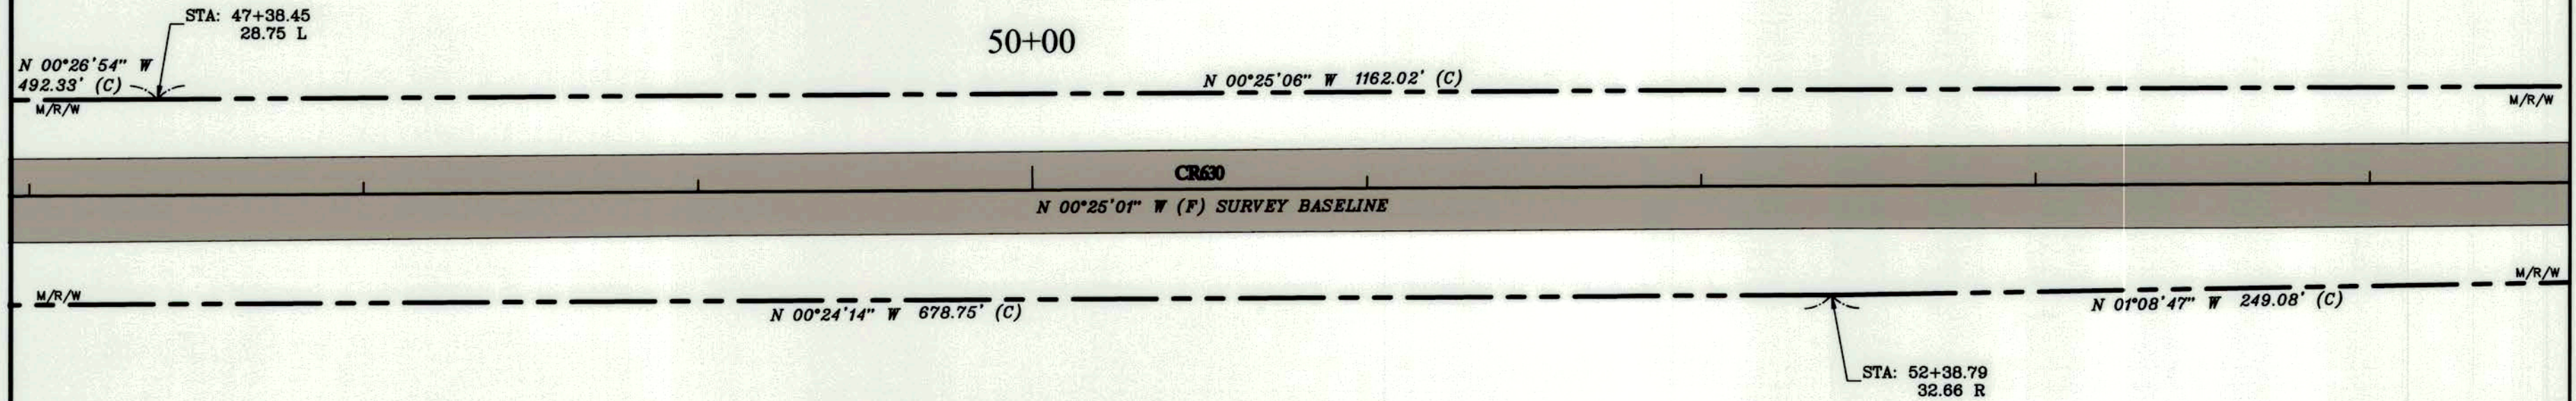 STA: 47+38.45
28.75 L
50+00
N 00°26'54" W
492.33' (C)
N 00°25'06" W 1162.02' (C)
M/R/W
M/R/W
CR630
N 00°25'01" W (F) SURVEY BASELINE
M/R/W
M/R/W
N 00°24'14" W 678.75' (C)
N 01°08'47" W 249.08' (C)
STA: 52+38.79
32.66 R